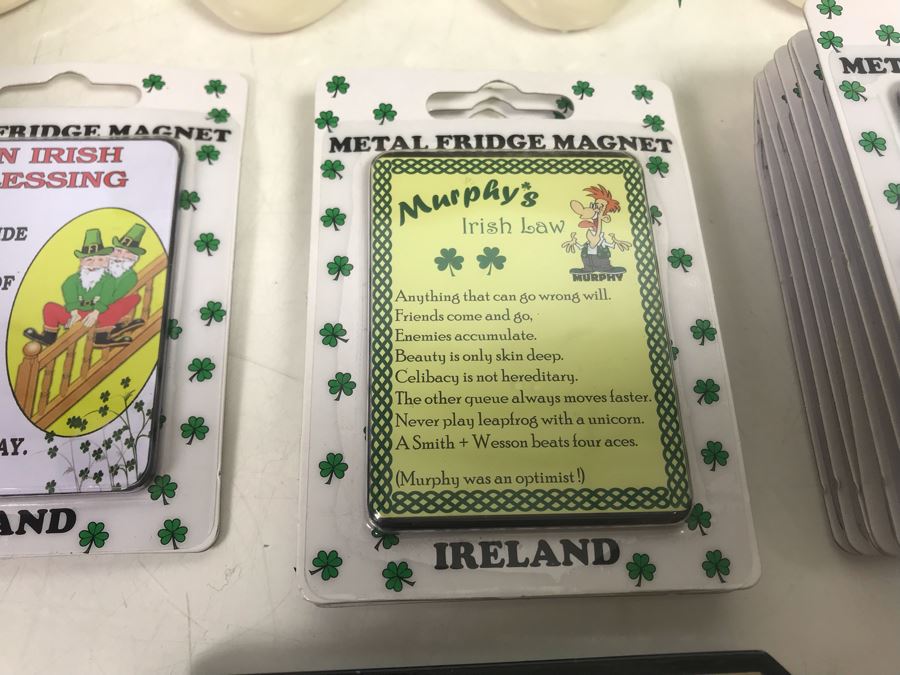 FRIDGE MAGNET
N IRISH
ESSING
IDE
OF
AY.
AND
METAL FRIDGE MAGNET
Murphy's
Irish Law
MURPHY
Anything that can go wrong will.
Friends come and go,
Enemies accumulate.
Beauty is only skin deep.
Celibacy is not hereditary.
The other queue always moves faster.
Never play leapfrog with a unicorn.
A Smith + Wesson beats four aces.
(Murphy was an optimist!)
IRELAND
MET